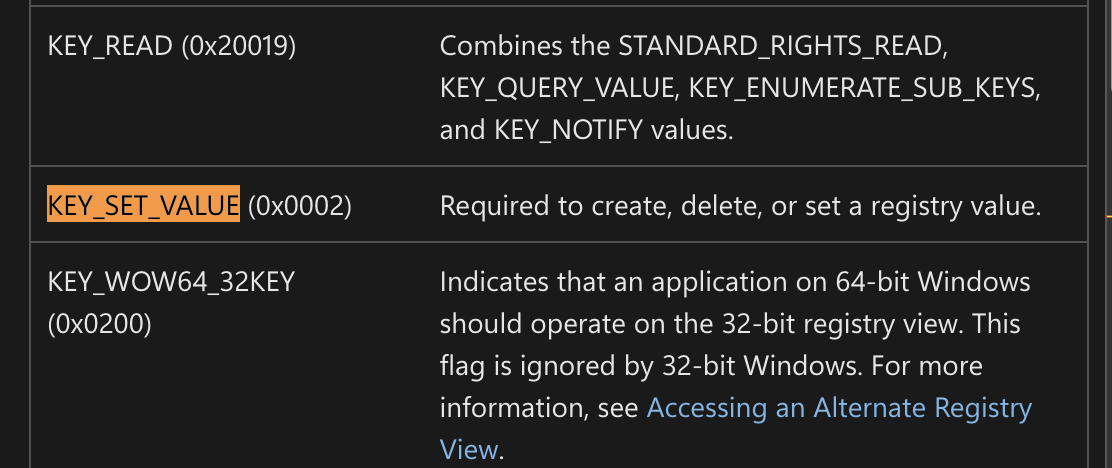 KEY_READ (0x20019)
Combines the STANDARD_RIGHTS_READ,
KEY_QUERY_VALUE, KEY_ENUMERATE_SUB_KEYS,
and KEY_NOTIFY values.
KEY_SET_VALUE (0x0002)
Required to create, delete, or set a registry value.
KEY_WOW64_32KEY
(0x0200)
Indicates that an application on 64-bit Windows
should operate on the 32-bit registry view. This
flag is ignored by 32-bit Windows. For more
information, see Accessing an Alternate Registry
View.